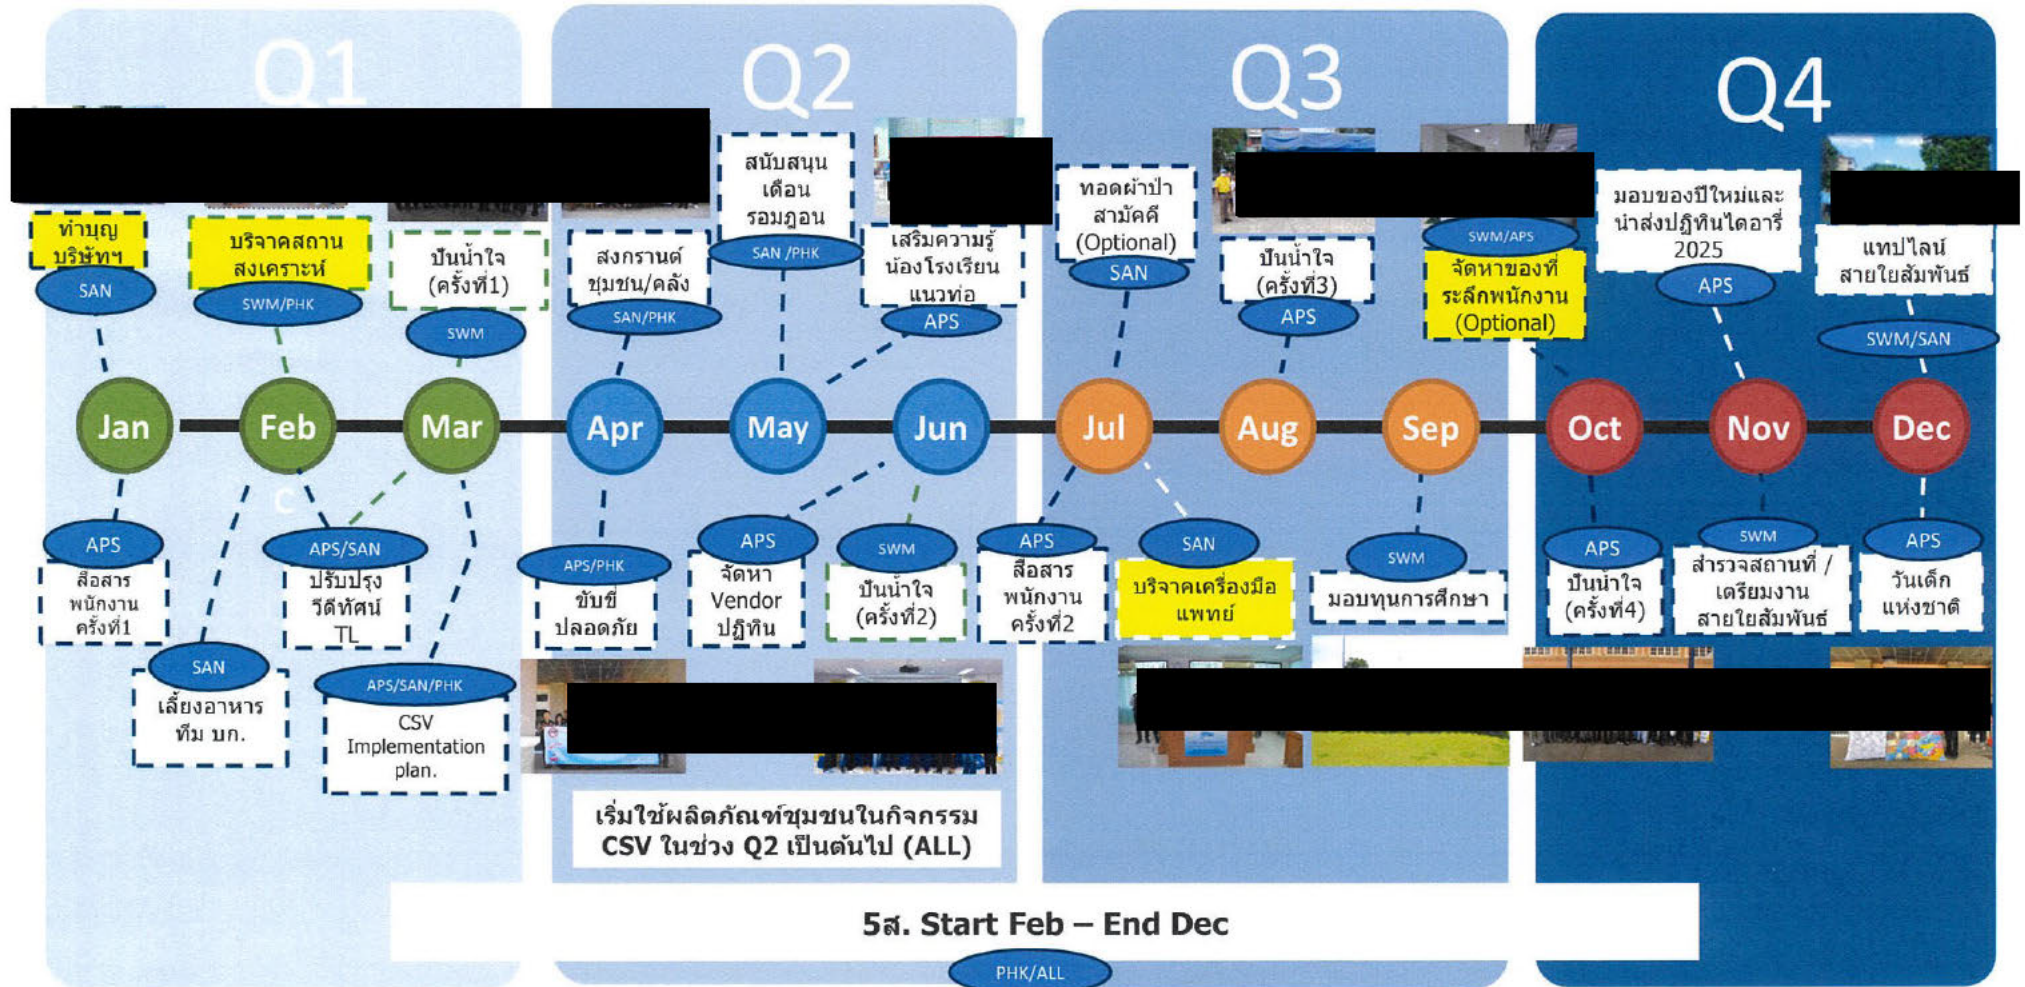 Q1
Q2
Q3
Q4
ทำบุญ
บริษัทฯ
SAN
บริจาคสถาน
สงเคราะห์
SWM/PHK
ปันน้ำใจ
(ครั้งที่1)
SWM
สงกรานต์
ชุมชน/คลัง
SAN/PHK
สนับสนุน
เดือน
รอมฎอน
SAN /PHK
เสริมความรู้
น้องโรงเรียน
แนวท่อ
APS
ทอดผ้าป่า
สามัคคี
(Optional)
SAN
ปันน้ำใจ
(ครั้งที่3)
APS
SWM/APS
จัดหาของที่
ระลึกพนักงาน
(Optional)
มอบของปีใหม่และ
นำส่งปฏิทินไดอารี่
2025
APS
แทปไลน์
สายใยสัมพันธ์
SWM/SAN
Jan
Feb
Mar
Apr
May
Jun
Jul
Aug
Sep
Oct
Nov
Dec
C
APS
สื่อสาร
พนักงาน
ครั้งที่1
SAN
เลี้ยงอาหาร
ทีม บก.
APS/SAN
ปรับปรุง
วีดีทัศน์
TL
APS/SAN/PHK
CSV
Implementation
plan.
APS/PHK
ขับขี่
ปลอดภัย
APS
จัดหา
Vendor
ปฏิทิน
SWM
ปันน้ำใจ
(ครั้งที่2)
APS
สื่อสาร
พนักงาน
ครั้งที่2
SAN
บริจาคเครื่องมือ
แพทย์
SWM
มอบทุนการศึกษา
APS
ปันน้ำใจ
(ครั้งที่4)
SWM
สำรวจสถานที่ /
เตรียมงาน
สายใยสัมพันธ์
APS
วันเด็ก
แห่งชาติ
เริ่มใช้ผลิตภัณฑ์ชุมชนในกิจกรรม
CSV ในช่วง Q2 เป็นต้นไป (ALL)
5ส. Start Feb – End Dec
PHK/ALL